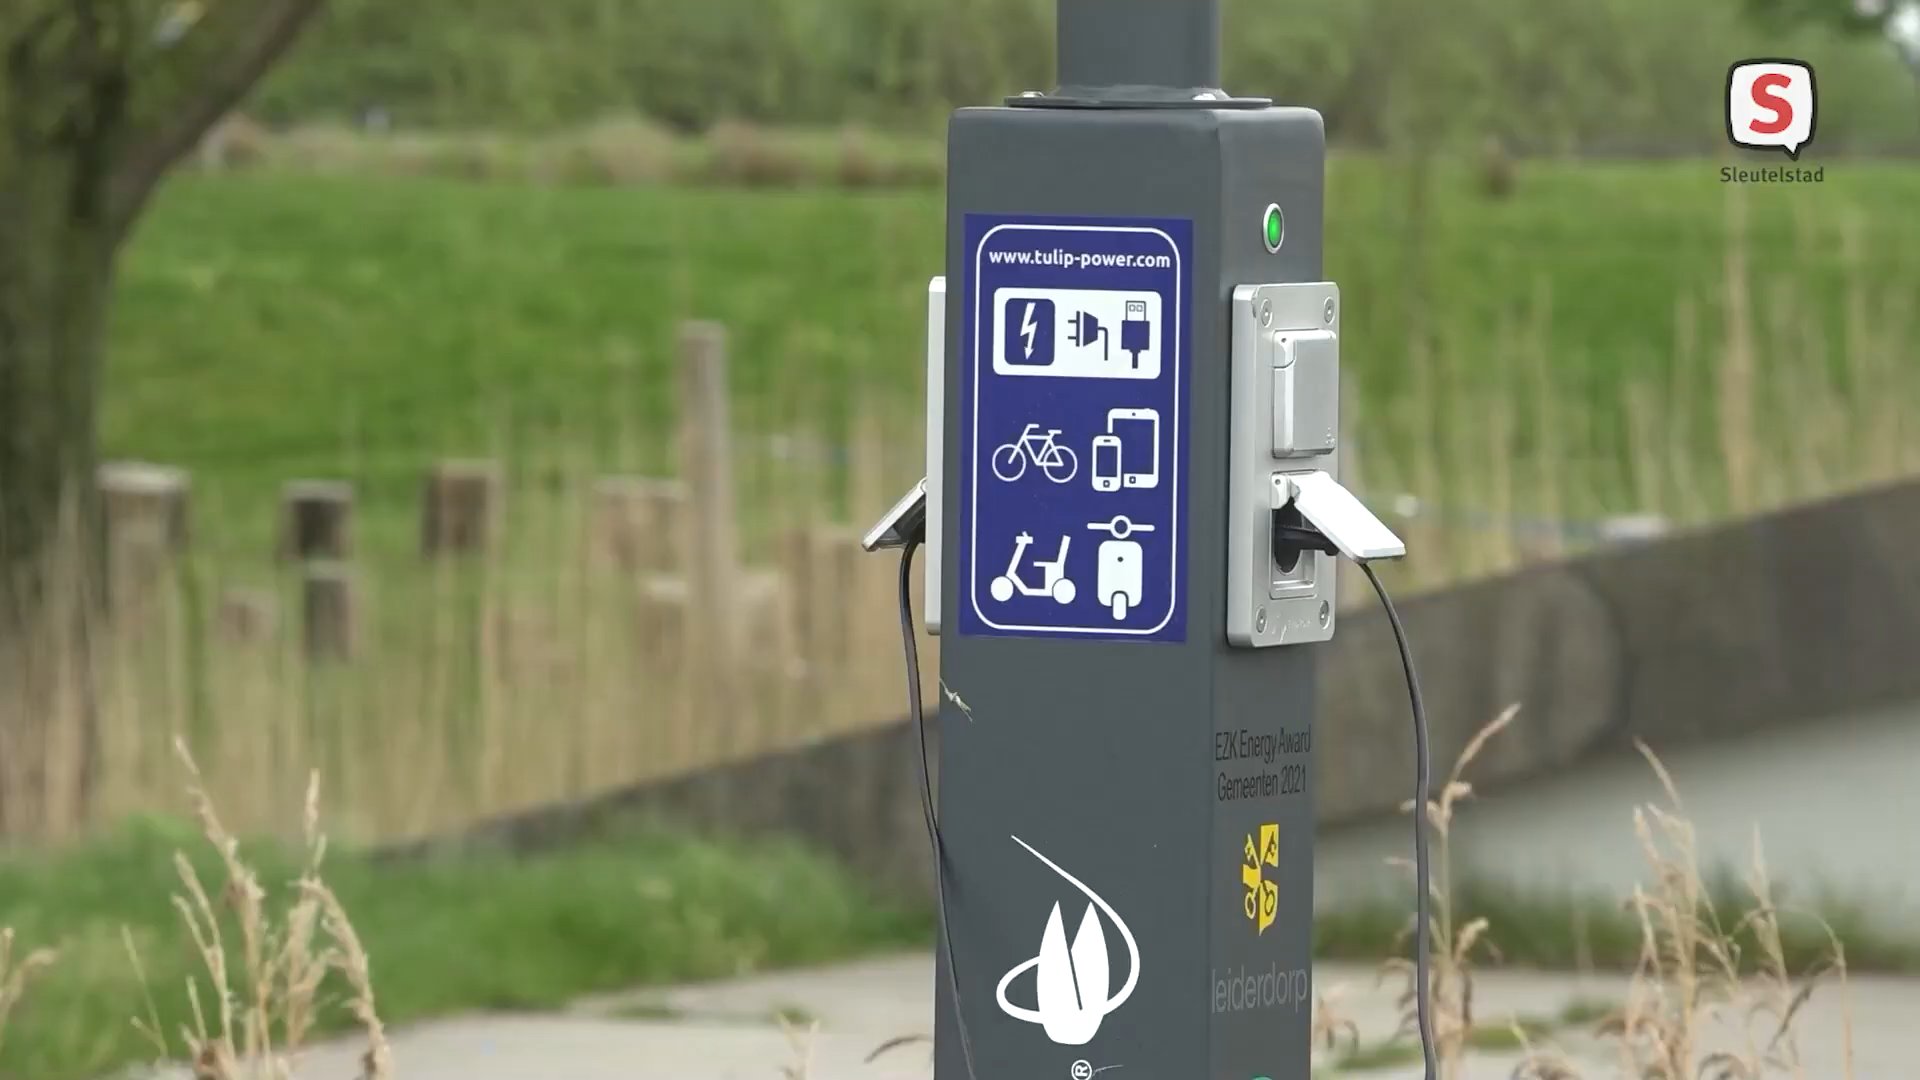 S
Sleutelstad
www.tulip-power.com
EZK Energy Award
Gemeenten 2021
leiderdorp
®